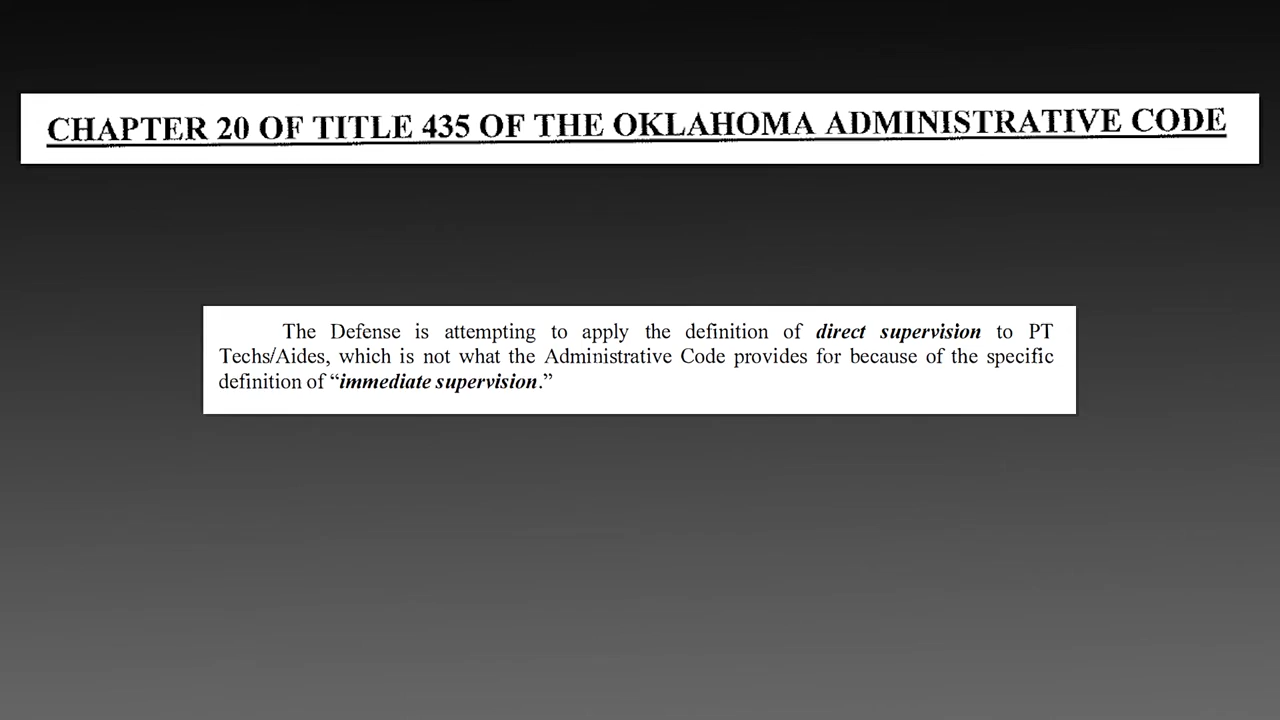 CHAPTER 20 OF TITLE 435 OF THE OKLAHOMA ADMINISTRATIVE CODE
The Defense is attempting to apply the definition of direct supervision to PT
Techs/Aides, which is not what the Administrative Code provides for because of the specific
definition of “immediate supervision.”